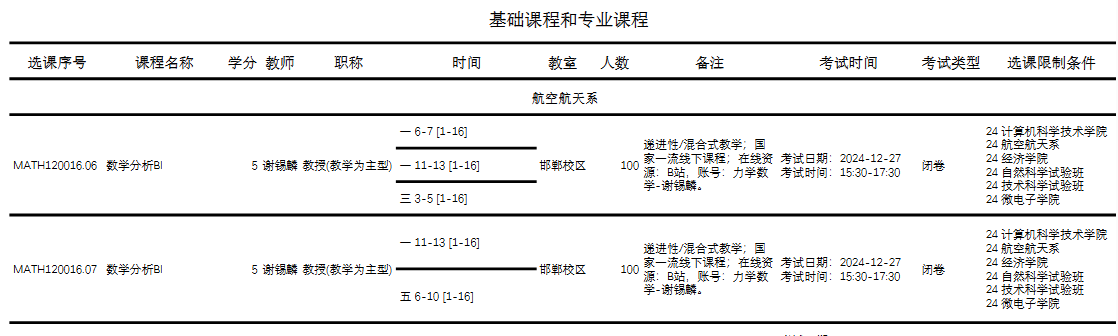 基础课程和专业课程
选课序号 课程名称 学分 教师 职称 时间 教室 人数 备注 考试时间 考试类型 选课限制条件
航空航天系
MATH120016.06 数学分析BI 5 谢锡麟 教授(教学为主型)
一 6-7 [1-16]
一 11-13 [1-16]
三 3-5 [1-16]
邯郸校区 100
递进性/混合式教学；国
家一流线下课程；在线资
源：B站，账号：力学数
学-谢锡麟。
考试日期：2024-12-27
考试时间：15:30-17:30
闭卷
24 计算机科学技术学院
24 航空航天系
24 经济学院
24 自然科学试验班
24 技术科学试验班
24 微电子学院
MATH120016.07 数学分析BI 5 谢锡麟 教授(教学为主型)
一 11-13 [1-16]
五 6-10 [1-16]
邯郸校区 100
递进性/混合式教学；国
家一流线下课程；在线资
源：B站，账号：力学数
学-谢锡麟。
考试日期：2024-12-27
考试时间：15:30-17:30
闭卷
24 计算机科学技术学院
24 航空航天系
24 经济学院
24 自然科学试验班
24 技术科学试验班
24 微电子学院